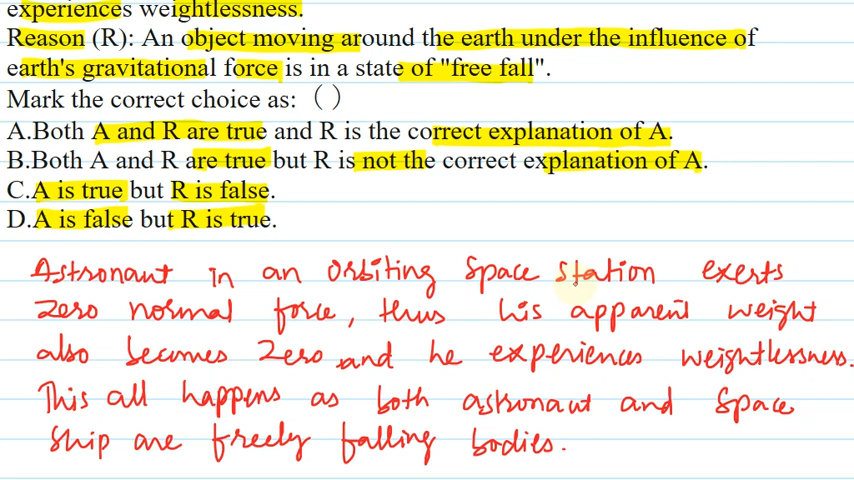 experiences weightlessness.
Reason (R): An object moving around the earth under the influence of
earth's gravitational force is in a state of "free fall".
Mark the correct choice as: ( )
A.Both A and R are true and R is the correct explanation of A.
B.Both A and R are true but R is not the correct explanation of A.
C.A is true but R is false.
D.A is false but R is true.
Astronant in an orbiting space station exerts
zero normal force, thus his apparent weight
also becomes zero and he experiences weightlessness.
This all happens as both astronaut and space
ship are freely falling bodies.